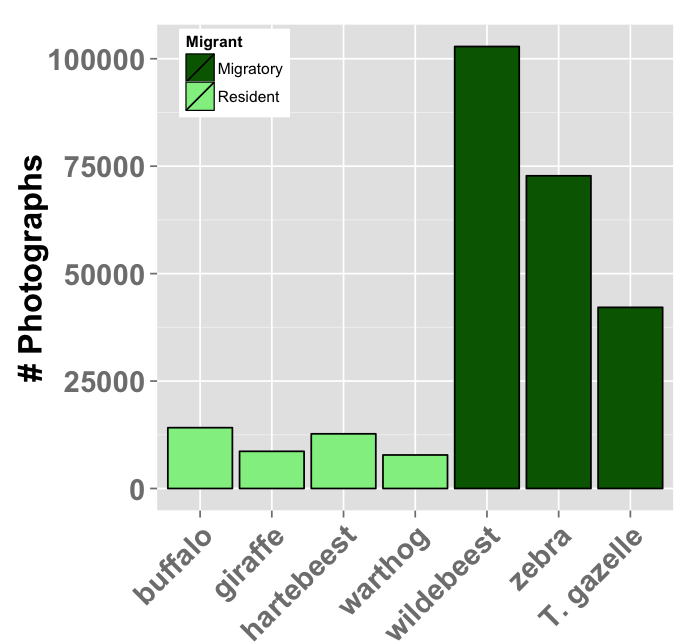 # Photographs
100000
75000
50000
25000
0
Migrant
Migratory
Resident
buffalo
giraffe
hartebeest
warthog
wildebeest
zebra
T. gazelle